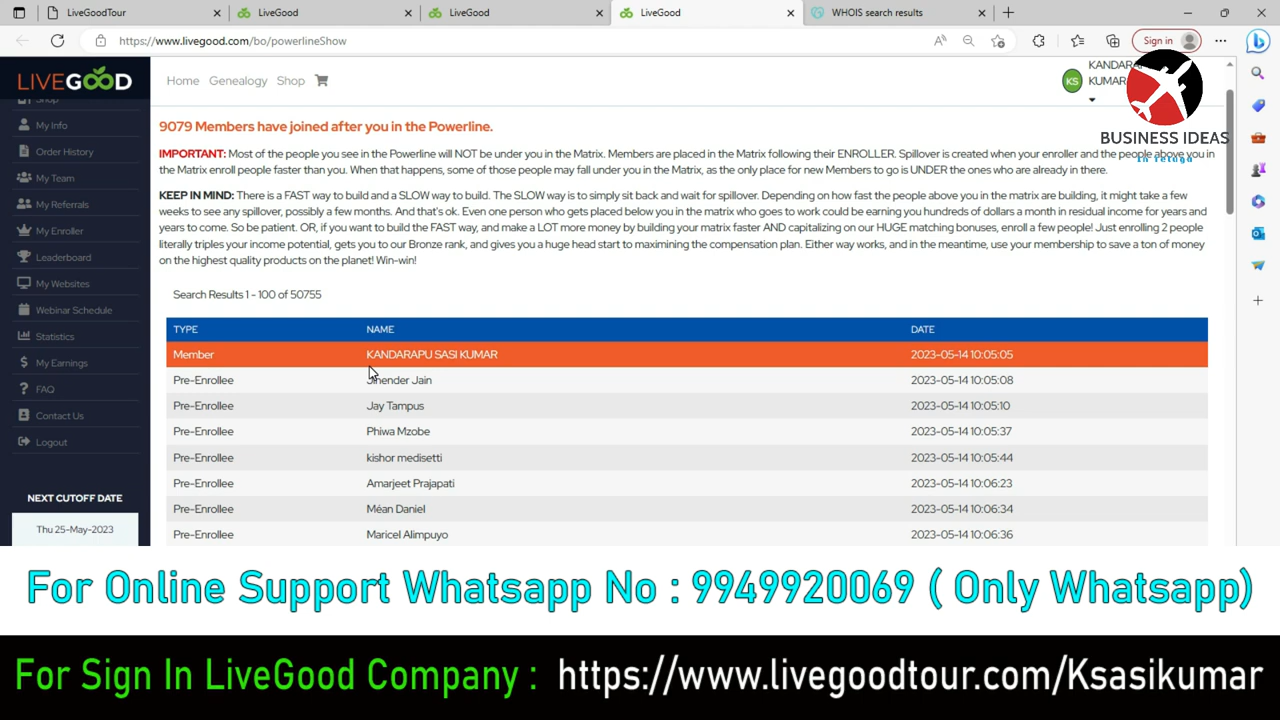 LiveGoodTour
LiveGood
LiveGood
LiveGood
WHOIS search results
https://www.livegood.com/bo/powerlineShow
Sign in
LIVEGOOD
Home Genealogy Shop
KS
KUMAR
BUSINESS IDEAS
in telugu
Shop
My Info
Order History
My Team
My Referrals
My Enroller
Leaderboard
My Websites
Webinar Schedule
Statistics
My Earnings
FAQ
Contact Us
Logout
NEXT CUTOFF DATE
Thu 25-May-2023
9079 Members have joined after you in the Powerline.
IMPORTANT: Most of the people you see in the Powerline will NOT be under you in the Matrix. Members are placed in the Matrix following their ENROLLER. Spillover is created when your enroller and the people above you in
the Matrix enroll people faster than you. When that happens, some of those people may fall under you in the Matrix, as the only place for new Members to go is UNDER the ones who are already in there.
KEEP IN MIND: There is a FAST way to build and a SLOW way to build. The SLOW way is to simply sit back and wait for spillover. Depending on how fast the people above you in the matrix are building, it might take a few
weeks to see any spillover, possibly a few months. And that's ok. Even one person who gets placed below you in the matrix who goes to work could be earning you hundreds of dollars a month in residual income for years and
years to come. So be patient. OR, if you want to build the FAST way, and make a LOT more money by building your matrix faster AND capitalizing on our HUGE matching bonuses, enroll a few people! Just enrolling 2 people
literally triples your income potential, gets you to our Bronze rank, and gives you a huge head start to maximining the compensation plan. Either way works, and in the meantime, use your membership to save a ton of money
on the highest quality products on the planet! Win-win!
Search Results 1 - 100 of 50755
TYPE NAME DATE
Member KANDARAPU SASI KUMAR 2023-05-14 10:05:05
Pre-Enrollee Jinender Jain 2023-05-14 10:05:08
Pre-Enrollee Jay Tampus 2023-05-14 10:05:10
Pre-Enrollee Phiwa Mzobe 2023-05-14 10:05:37
Pre-Enrollee kishor medisetti 2023-05-14 10:05:44
Pre-Enrollee Amarjeet Prajapati 2023-05-14 10:06:23
Pre-Enrollee Méan Daniel 2023-05-14 10:06:34
Pre-Enrollee Maricel Alimpuyo 2023-05-14 10:06:36
For Online Support Whatsapp No : 9949920069 ( Only Whatsapp)
For Sign In LiveGood Company : https://www.livegoodtour.com/Ksasikumar